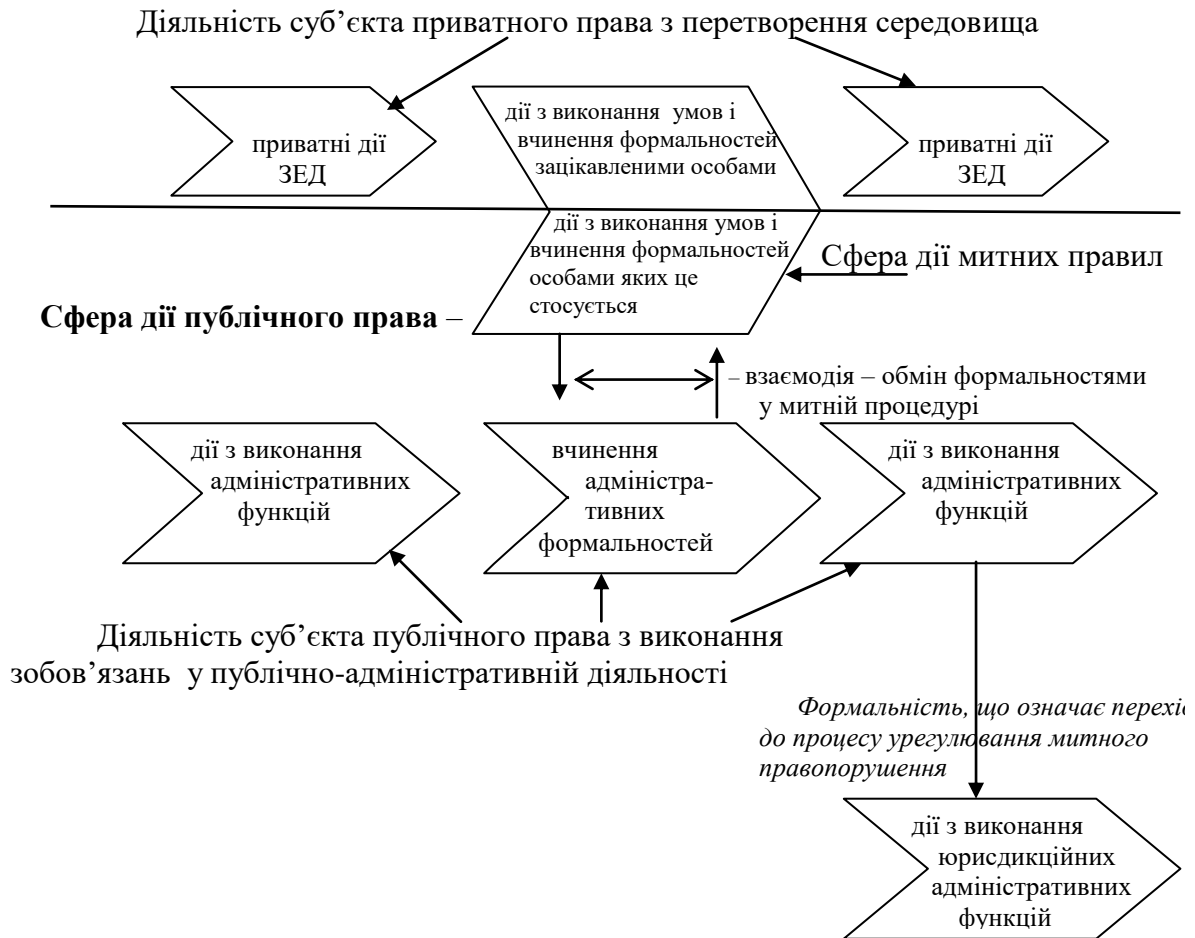 Діяльність суб’єкта приватного права з перетворення середовища
приватні дії
ЗЕД
дії з виконання умов і
вчинення формальностей
зацікавленими особами
приватні дії
ЗЕД
дії з виконання умов і
вчинення формальностей
особами яких це
стосується
Сфера дії митних правил
Сфера дії публічного права –
– взаємодія – обмін формальностями
у митній процедурі
дії з виконання
адміністративних
функцій
вчинення
адміністра-
тивних
формальностей
дії з виконання
адміністративних
функцій
Діяльність суб’єкта публічного права з виконання
зобов’язань у публічно-адміністративній діяльності
Формальність, що означає
до процесу урегулювання митного
правопорушення
дії з виконання
юрисдикційних
адміністративних
функцій